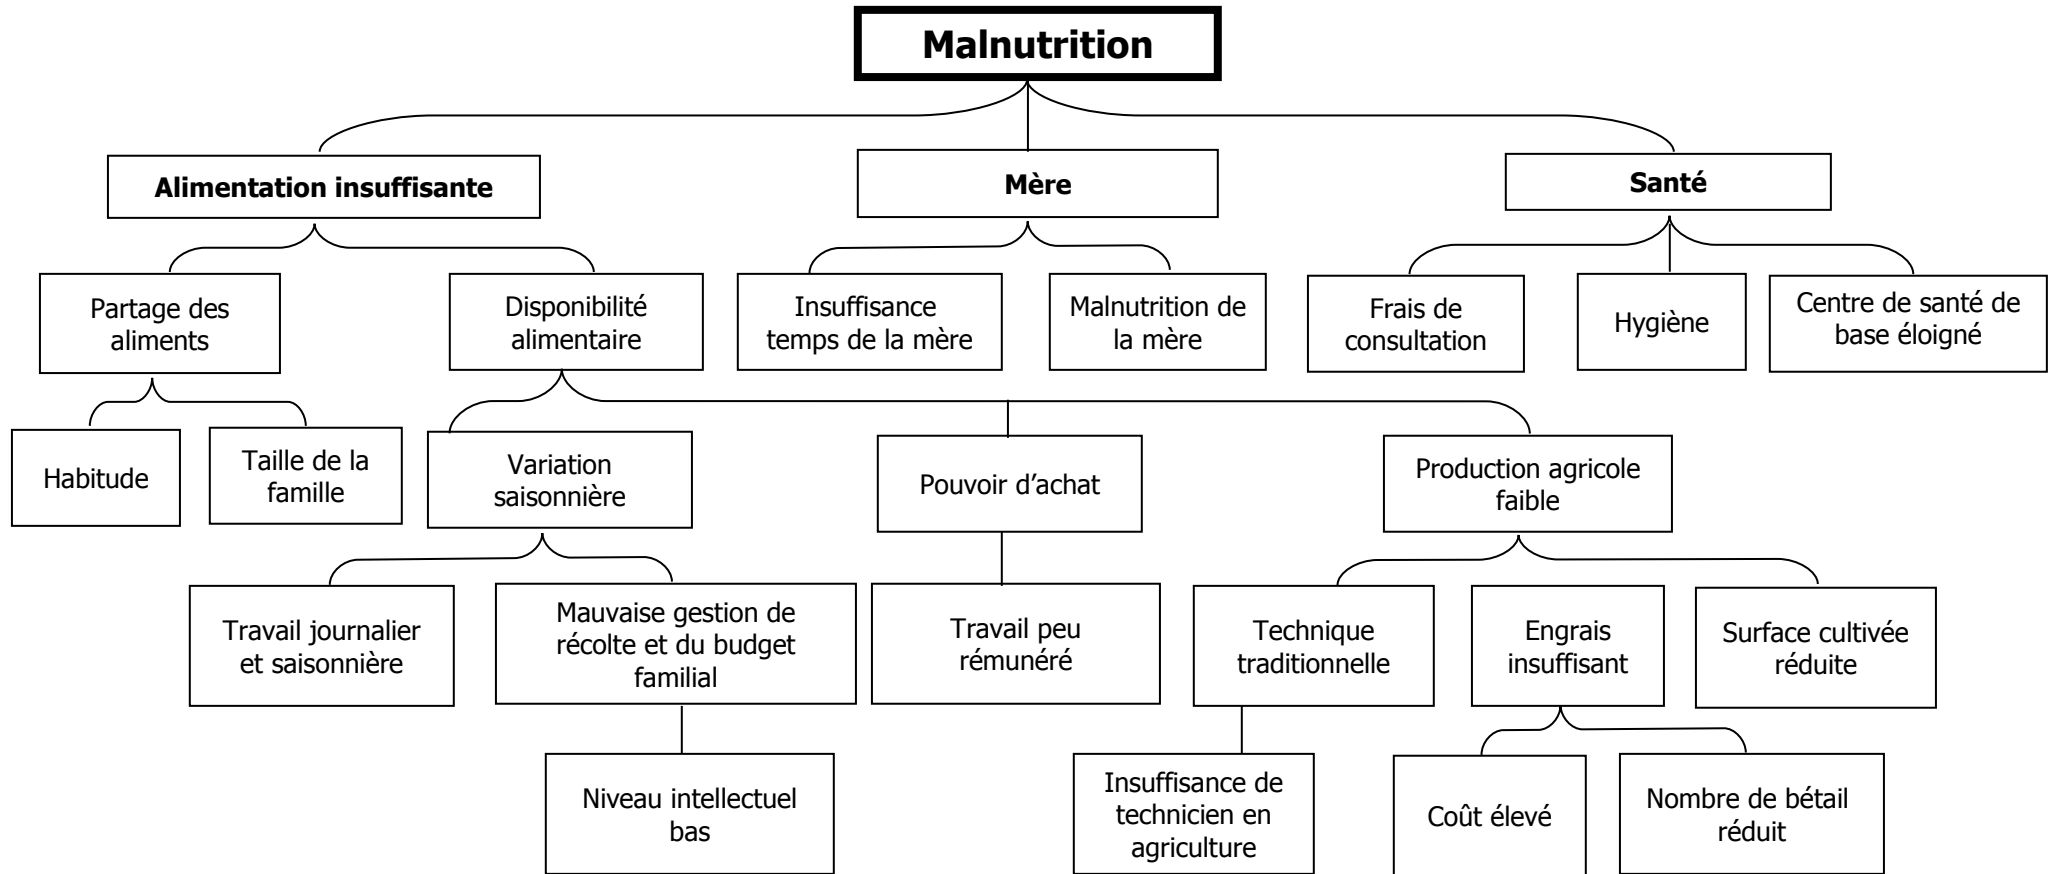 Malnutrition
Alimentation insuffisante
Mère
Santé
Partage des
aliments
Disponibilité
alimentaire
Insuffisance
temps de la mère
Malnutrition de
la mère
Frais de
consultation
Hygiène
Centre de santé de
base éloigné
Habitude
Taille de la
famille
Variation
saisonnière
Pouvoir d’achat
Production agricole
faible
Travail journalier
et saisonnière
Mauvaise gestion de
récolte et du budget
familial
Travail peu
rémunéré
Technique
traditionnelle
Engrais
insuffisant
Surface cultivée
réduite
Niveau intellectuel
bas
Insuffisance de
technicien en
agriculture
Coût élevé
Nombre de bétail
réduit